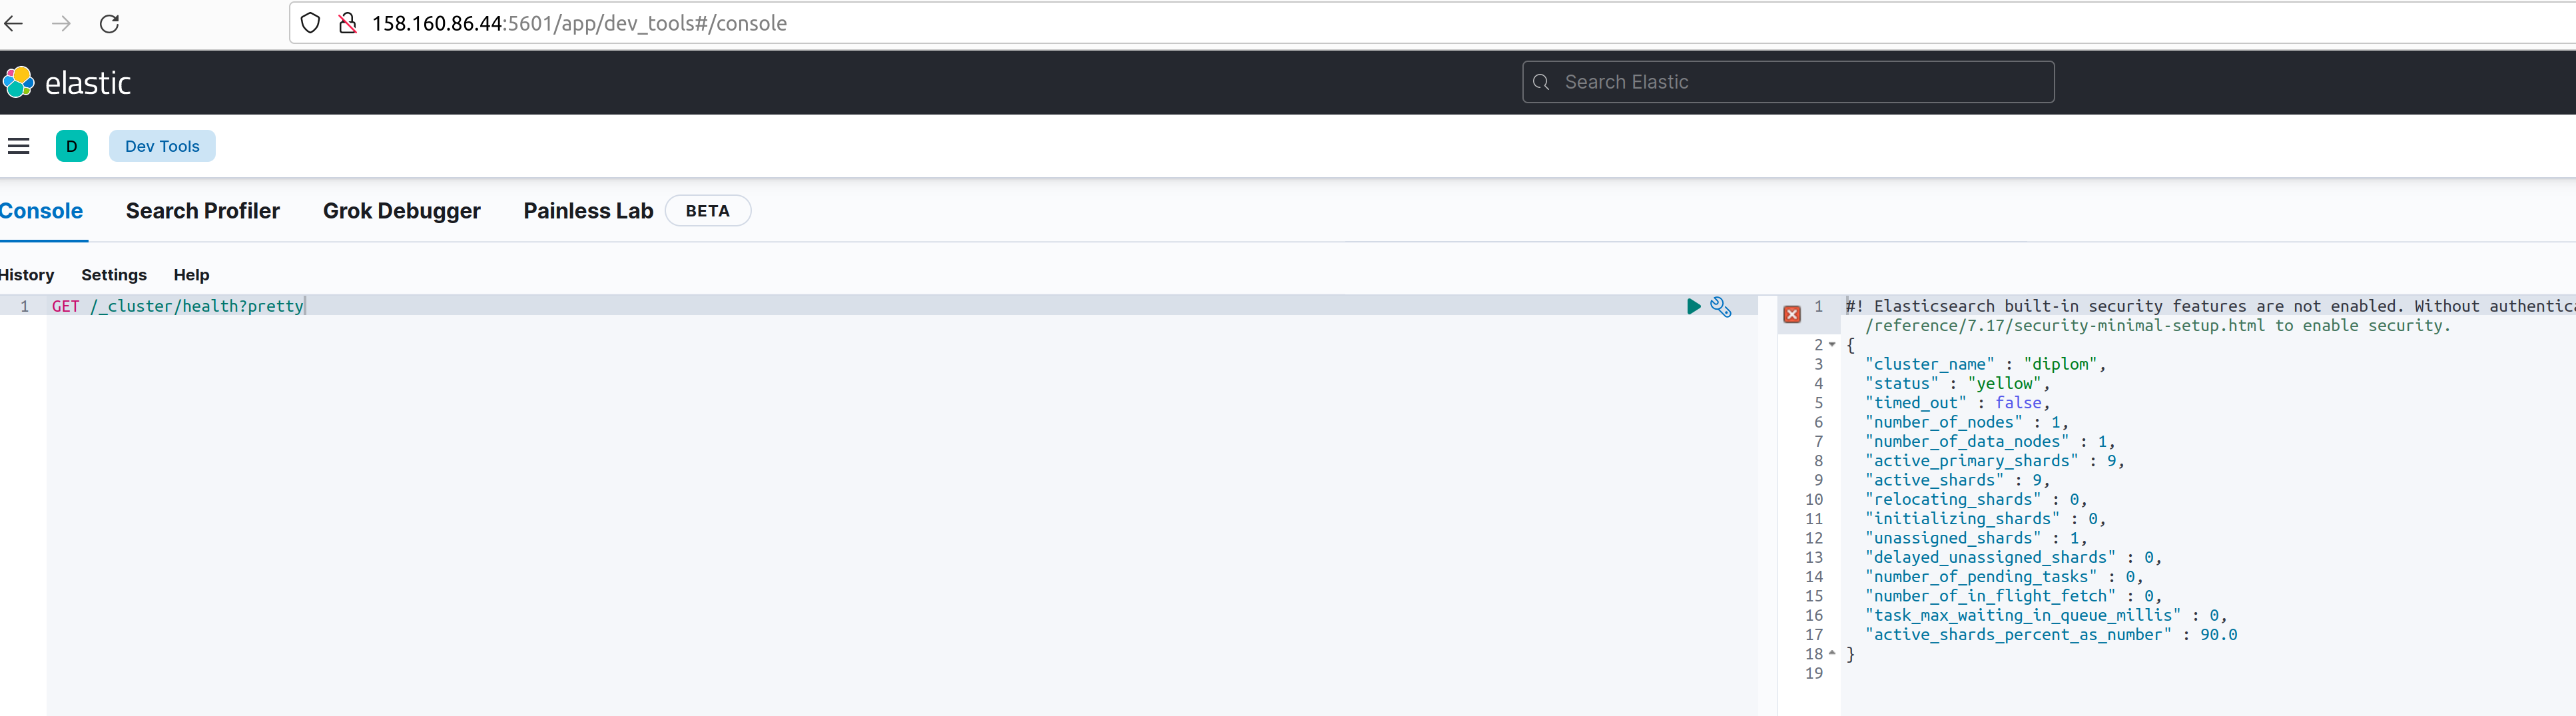 158.160.86.44:5601/app/dev_tools#/console
elastic
Search Elastic
D Dev Tools
Console Search Profiler Grok Debugger Painless Lab BETA
History Settings Help
1 GET /_cluster/health?pretty
1 #! Elasticsearch built-in security features are not enabled. Without
/reference/7.17/security-minimal-setup.html to enable security.
2 {
3 "cluster_name" : "diplom",
4 "status" : "yellow",
5 "timed_out" : false,
6 "number_of_nodes" : 1,
7 "number_of_data_nodes" : 1,
8 "active_primary_shards" : 9,
9 "active_shards" : 9,
10 "relocating_shards" : 0,
11 "initializing_shards" : 0,
12 "unassigned_shards" : 1,
13 "delayed_unassigned_shards" : 0,
14 "number_of_pending_tasks" : 0,
15 "number_of_in_flight_fetch" : 0,
16 "task_max_waiting_in_queue_millis" : 0,
17 "active_shards_percent_as_number" : 90.0
18 }
19